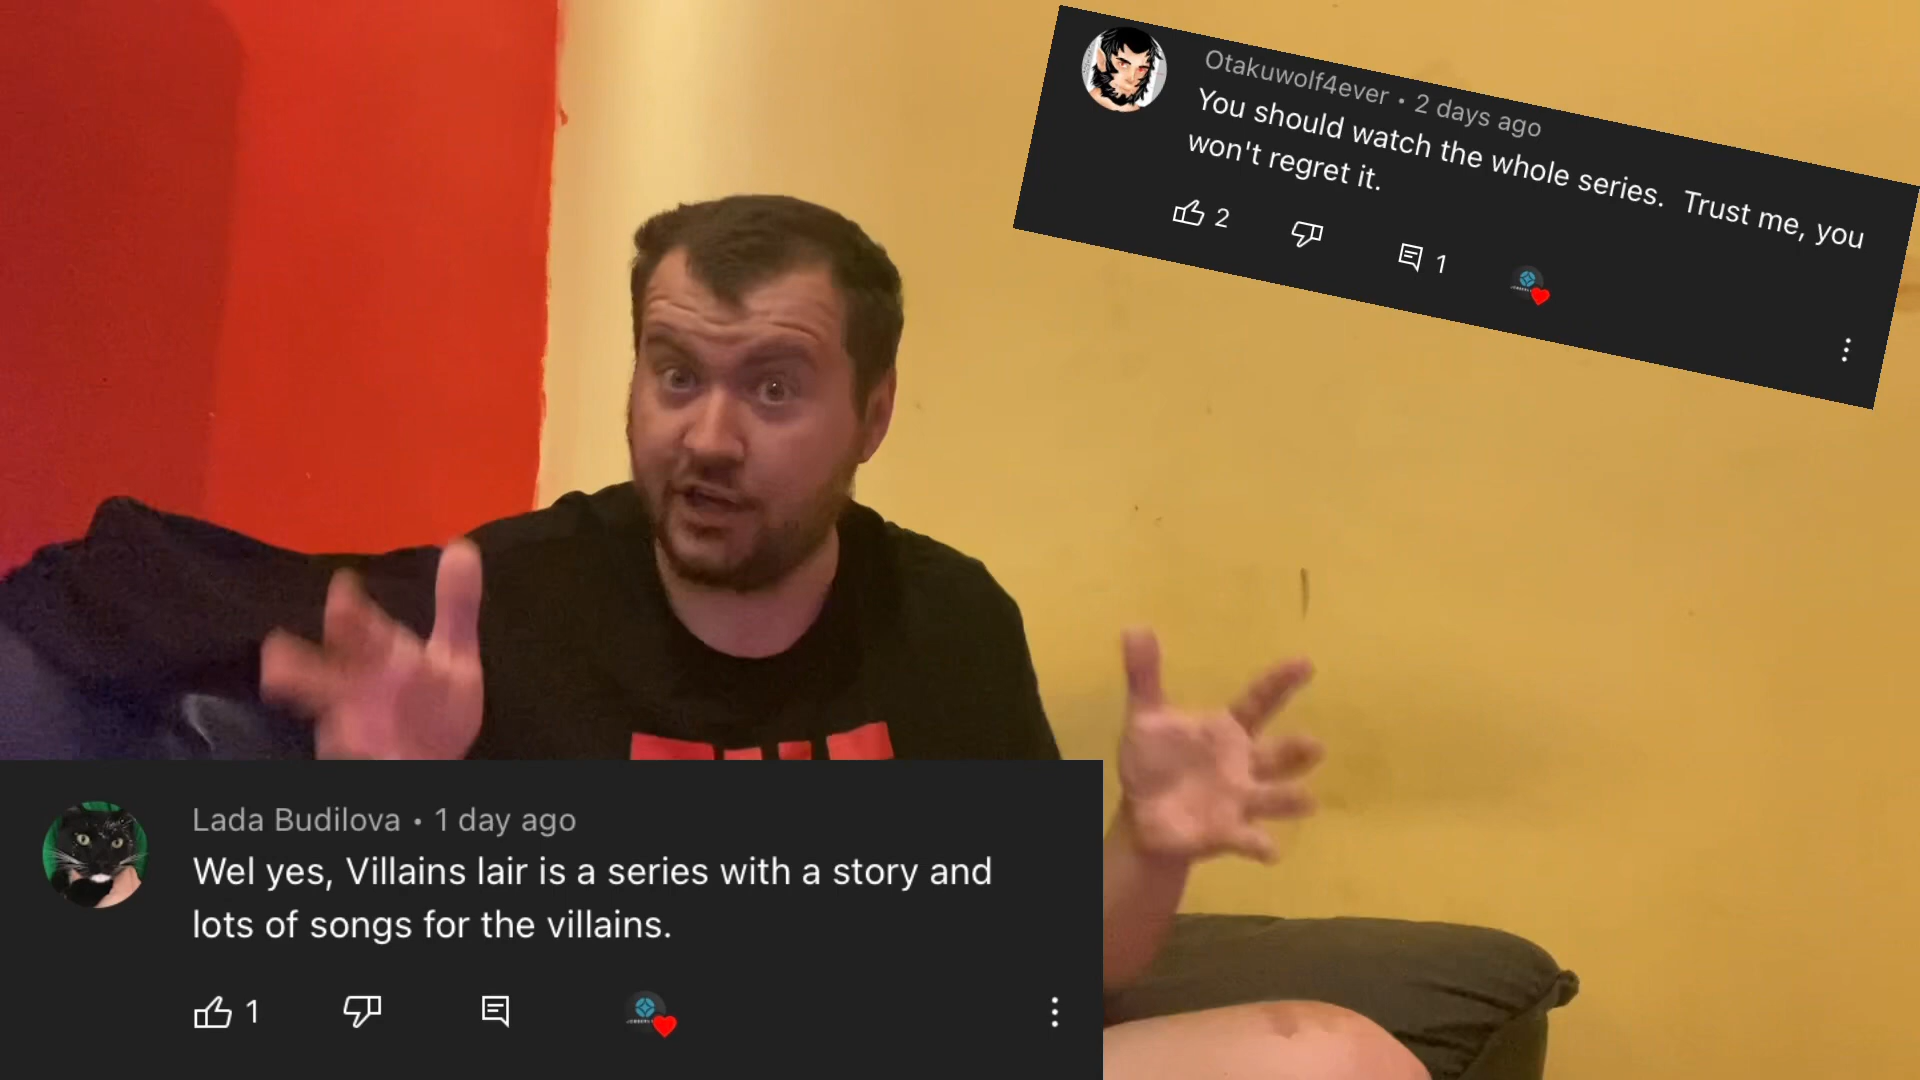 Otakuwolf4ever • 2 days ago
You should watch the whole series. Trust me, you
won't regret it.
2
1
Lada Budilova • 1 day ago
Wel yes, Villains lair is a series with a story and
lots of songs for the villains.
1